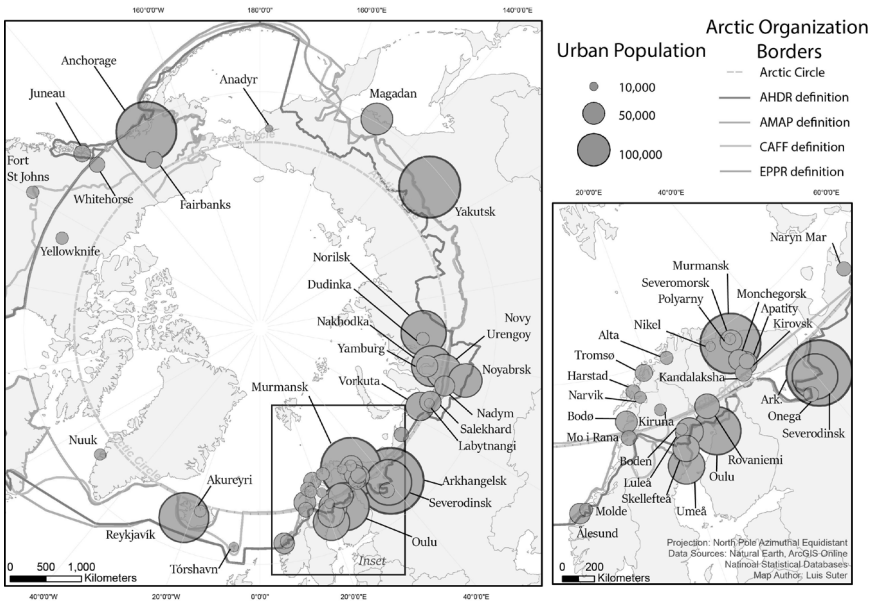 160°0'0"W
180°0'0"E
160°0'0"E
140°0'0"E
Anchorage
Juneau
Anadyr
Magadan
Arctic Circle
Fort
St Johns
Whitehorse
Fairbanks
Yakutsk
Yellowknife
Norilsk
Dudinka
Nakhodka
Novy
Urengoy
Yamburg
Noyabrsk
Vorkuta
Murmansk
Nadym
Salekhard
Labytnangi
Nuuk
Arctic Circle
Akureyri
Arkhangelsk
Severodinsk
Reykjavik
Oulu
Tórshavn
Inset
0
500
1,000
Kilometers
40°0'0"W
20°0'0"W
0°0'0"
20°0'0"E
40°0'0"E
Urban Population
10,000
50,000
100,000
Arctic Organization
Borders
Arctic Circle
AHDR definition
AMAP definition
CAFF definition
EPPR definition
20°0'0"E
40°0'0"E
60°0'0"E
Naryn Mar
Murmansk
Severomorsk
Polyarny
Monchegorsk
Apatity
Kirovsk
Nikel
Alta
Tromsø
Harstad
Kandalaksha
Narvik
Ark.
Bodø
Kiruna
Onega
Mo i Rana
Severodinsk
Boden
Rovaniemi
Luleå
Oulu
Skellefteå
Umeå
Molde
Ålesund
Projection: North Pole Azimuthal Equidistant
Data Sources: Natural Earth, ArcGIS Online
Natinoal Statistical Databases
Map Author: Luis Suter
0
200
Kilometers